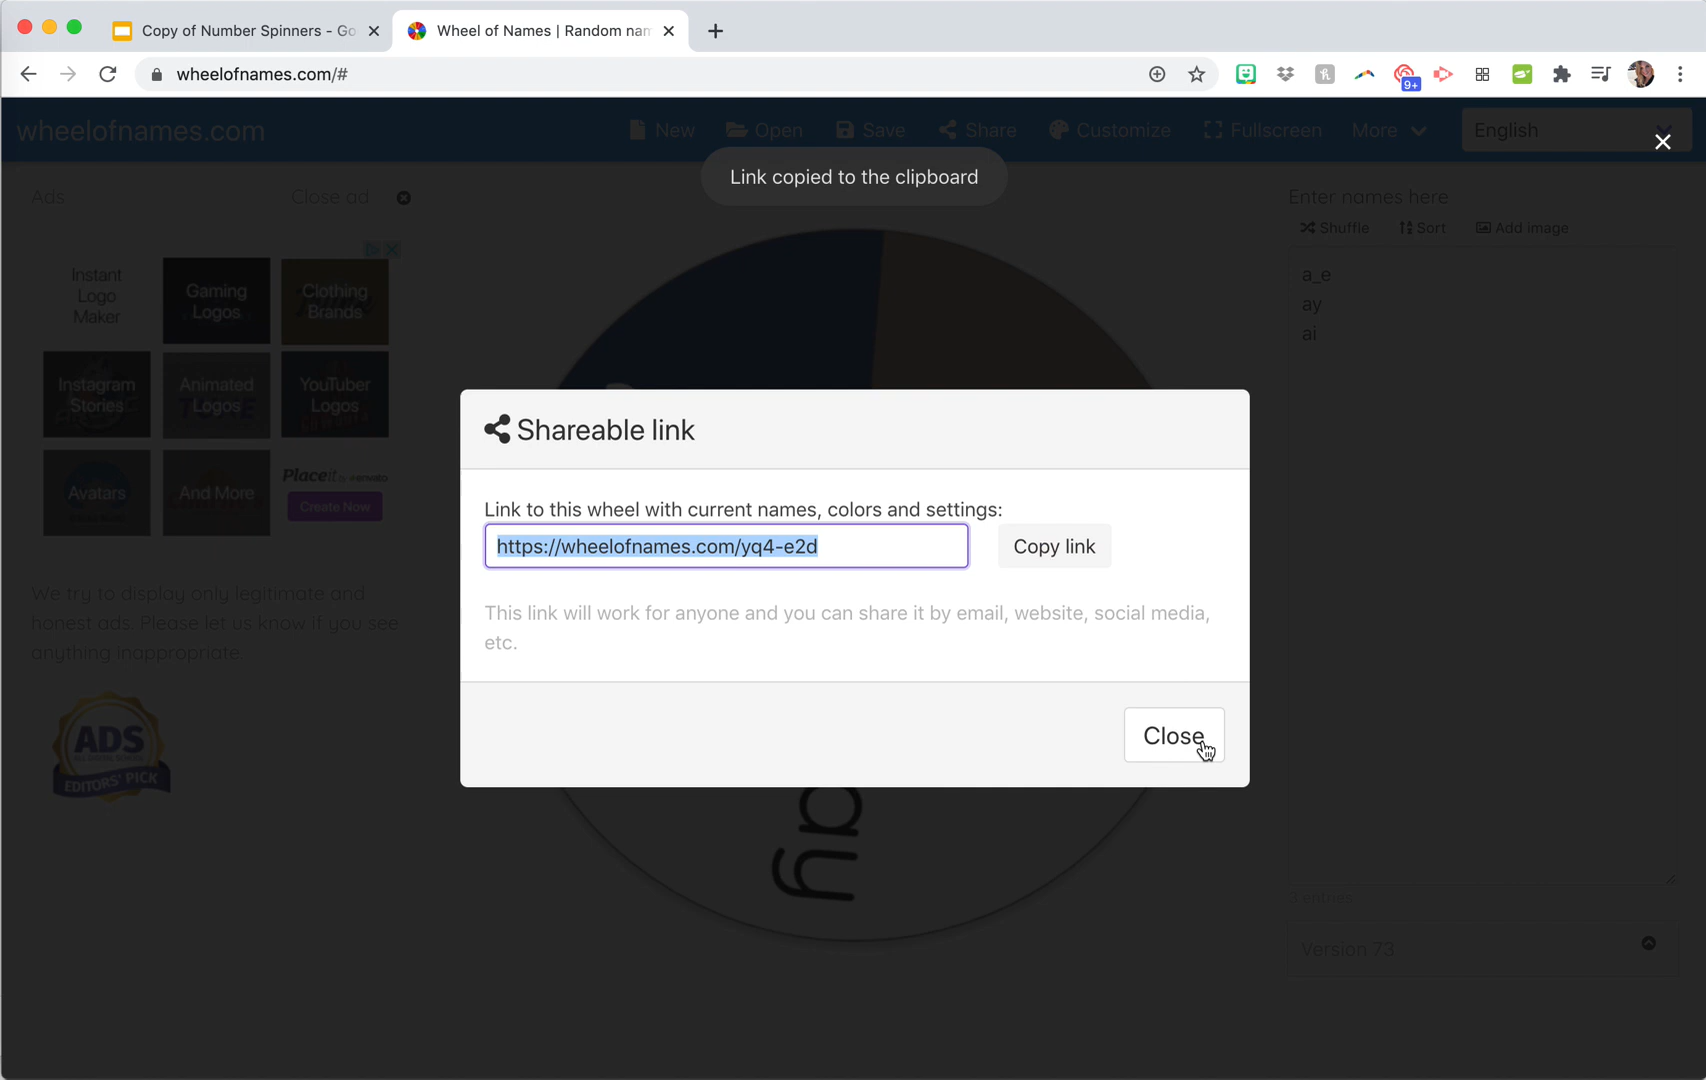 Copy of Number Spinners - Go
Wheel of Names | Random nam
wheelofnames.com/#
9+
wheelofnames.com
New
Open
Save
Share
Customize
Fullscreen
More
English
Link copied to the clipboard
Ads
Close ad
Enter names here
Shuffle
Sort
Add image
Instant
Logo
Maker
Gaming
Logos
Clothing
Brands
a_e
ay
ai
Instagram
Stories
Animated
Logos
YouTuber
Logos
Shareable link
Avatars
And More
Placeit
Create Now
Link to this wheel with current names, colors and settings:
https://wheelofnames.com/yq4-e2d
Copy link
We try to display only legitimate and
honest ads. Please let us know if you see
anything inappropriate.
This link will work for anyone and you can share it by email, website, social media,
etc.
ADS
EDITORS' PICK
Close
ay
3 entries
Version 73